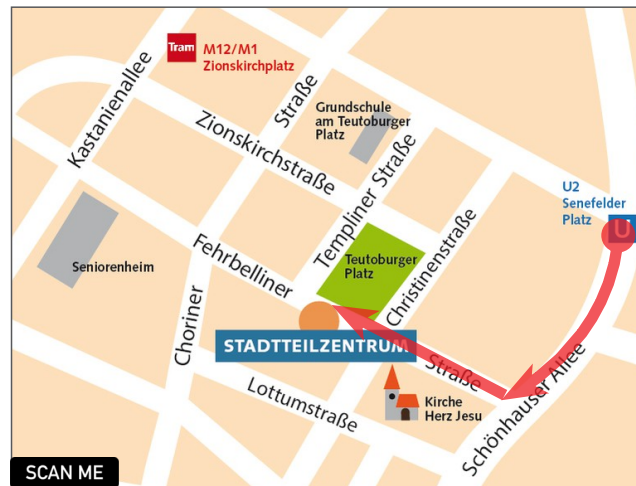 Tram
M12/M1
Zionskirchplatz
Kastanienallee
Straße
Grundschule
am Teutoburger
Platz
Zionskirchstraße
Templiner Straße
U2
Senefelder
Platz
U
Seniorenheim
Fehrbelliner
Teutoburger
Platz
Christinenstraße
Choriner
STADTTEILZENTRUM
Straße
Schönhauser Allee
Lottumstraße
Kirche
Herz Jesu
SCAN ME